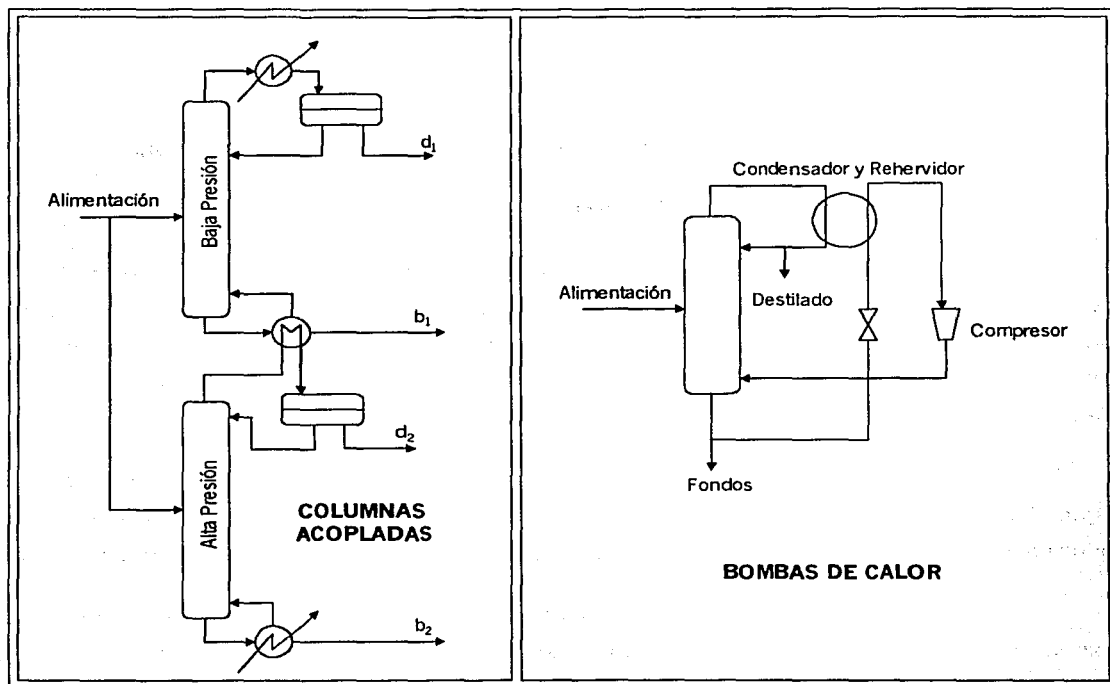 d₁
Alimentación
Baja Presión
b₁
d₂
Alta Presión
COLUMNAS
ACOPLADAS
b₂
Condensador y Rehervidor
Alimentación
Destilado
Compresor
Fondos
BOMBAS DE CALOR